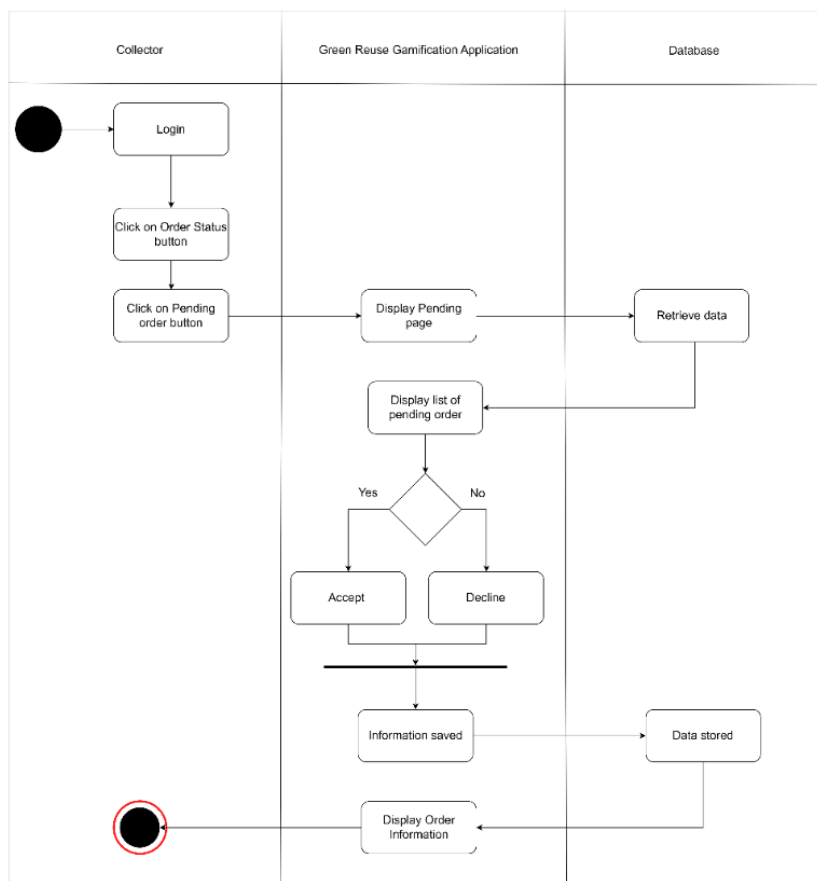 Collector
Green Reuse Gamification Application
Database
Login
Click on Order Status
button
Click on Pending
order button
Display Pending
page
Retrieve data
Display list of
pending order
Yes
No
Accept
Decline
Information saved
Data stored
Display Order
Information